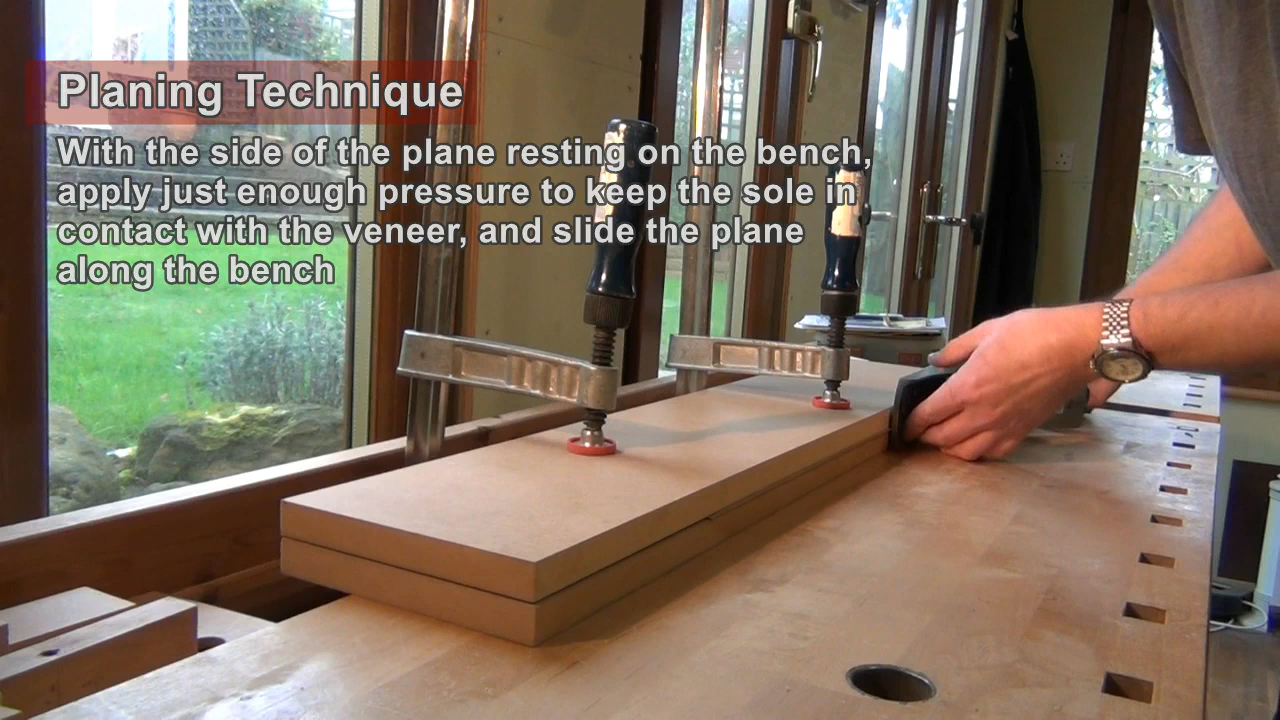 Planing Technique
With the side of the plane resting on the bench,
apply just enough pressure to keep the sole in
contact with the veneer, and slide the plane
along the bench